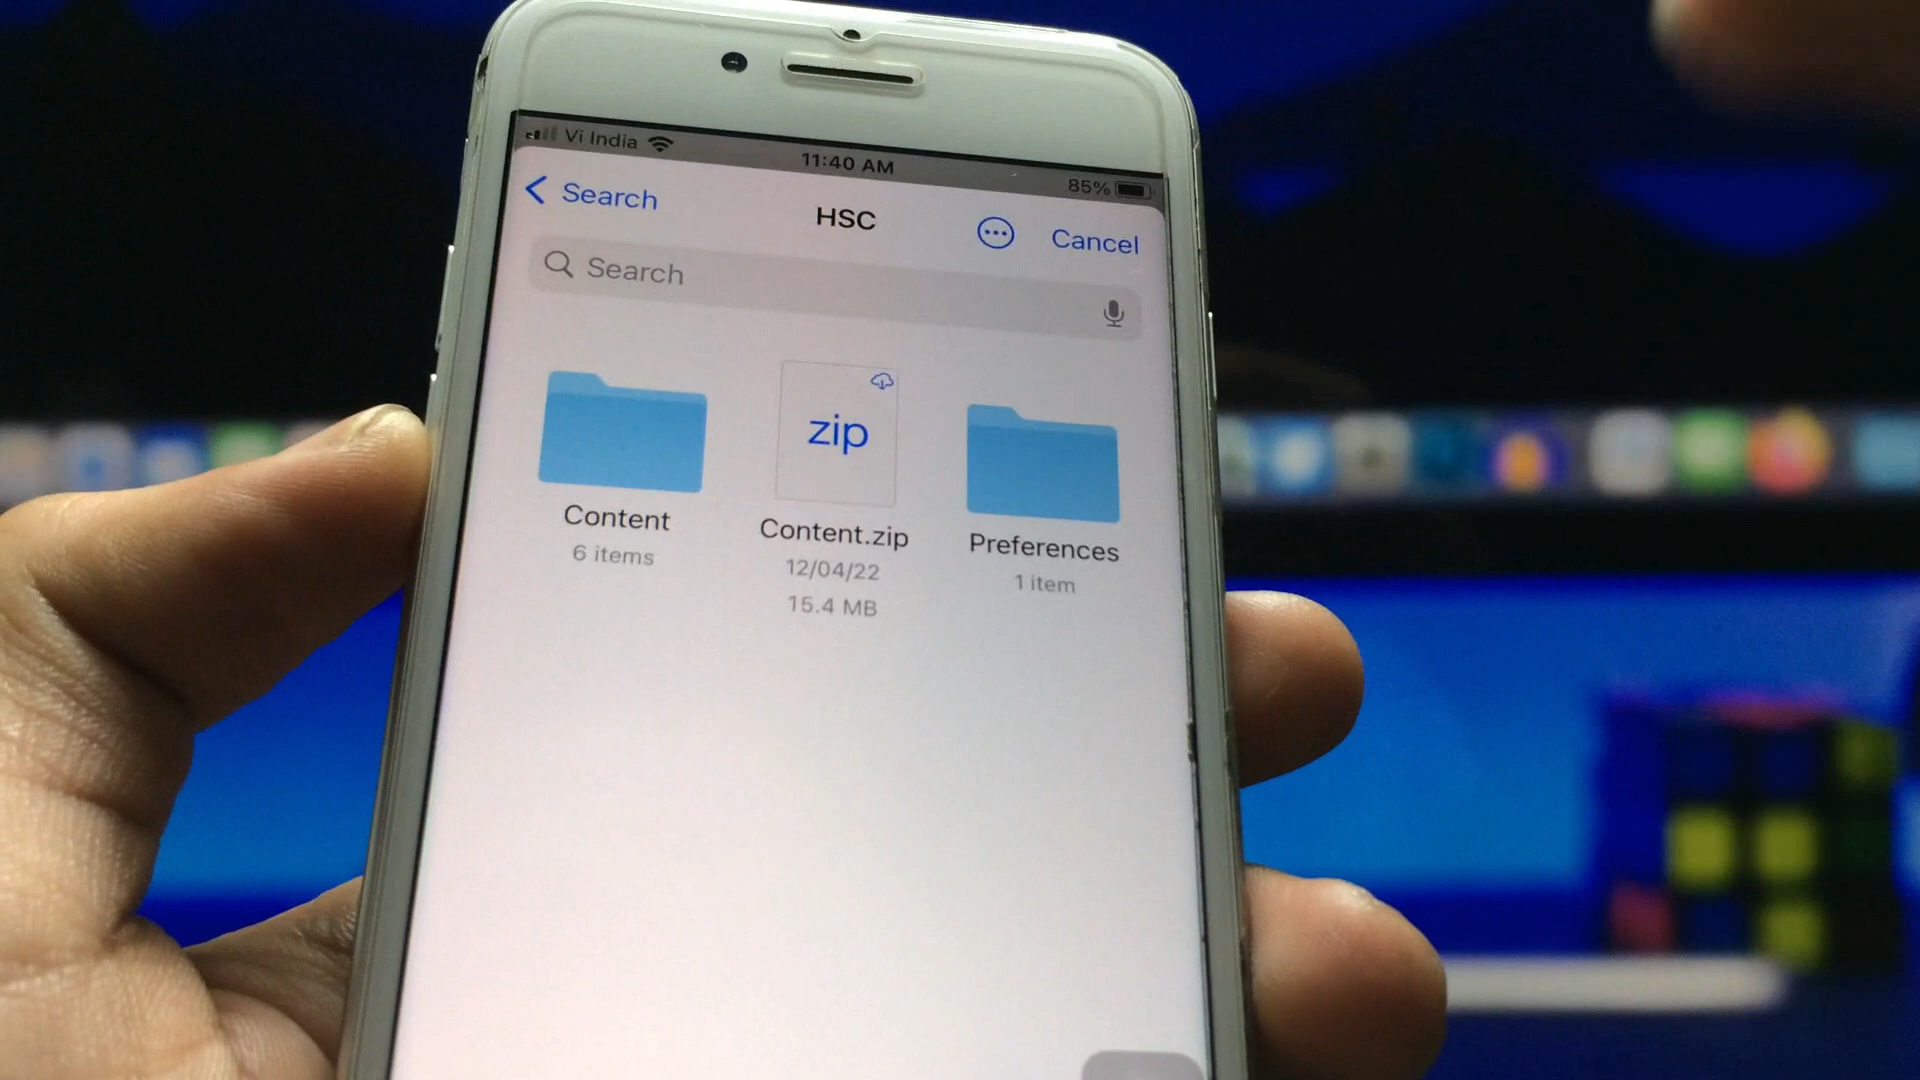 Vi India
11:40 AM
85%
Search
HSC
Cancel
Search
zip
Content
6 items
Content.zip
12/04/22
15.4 MB
Preferences
1 item